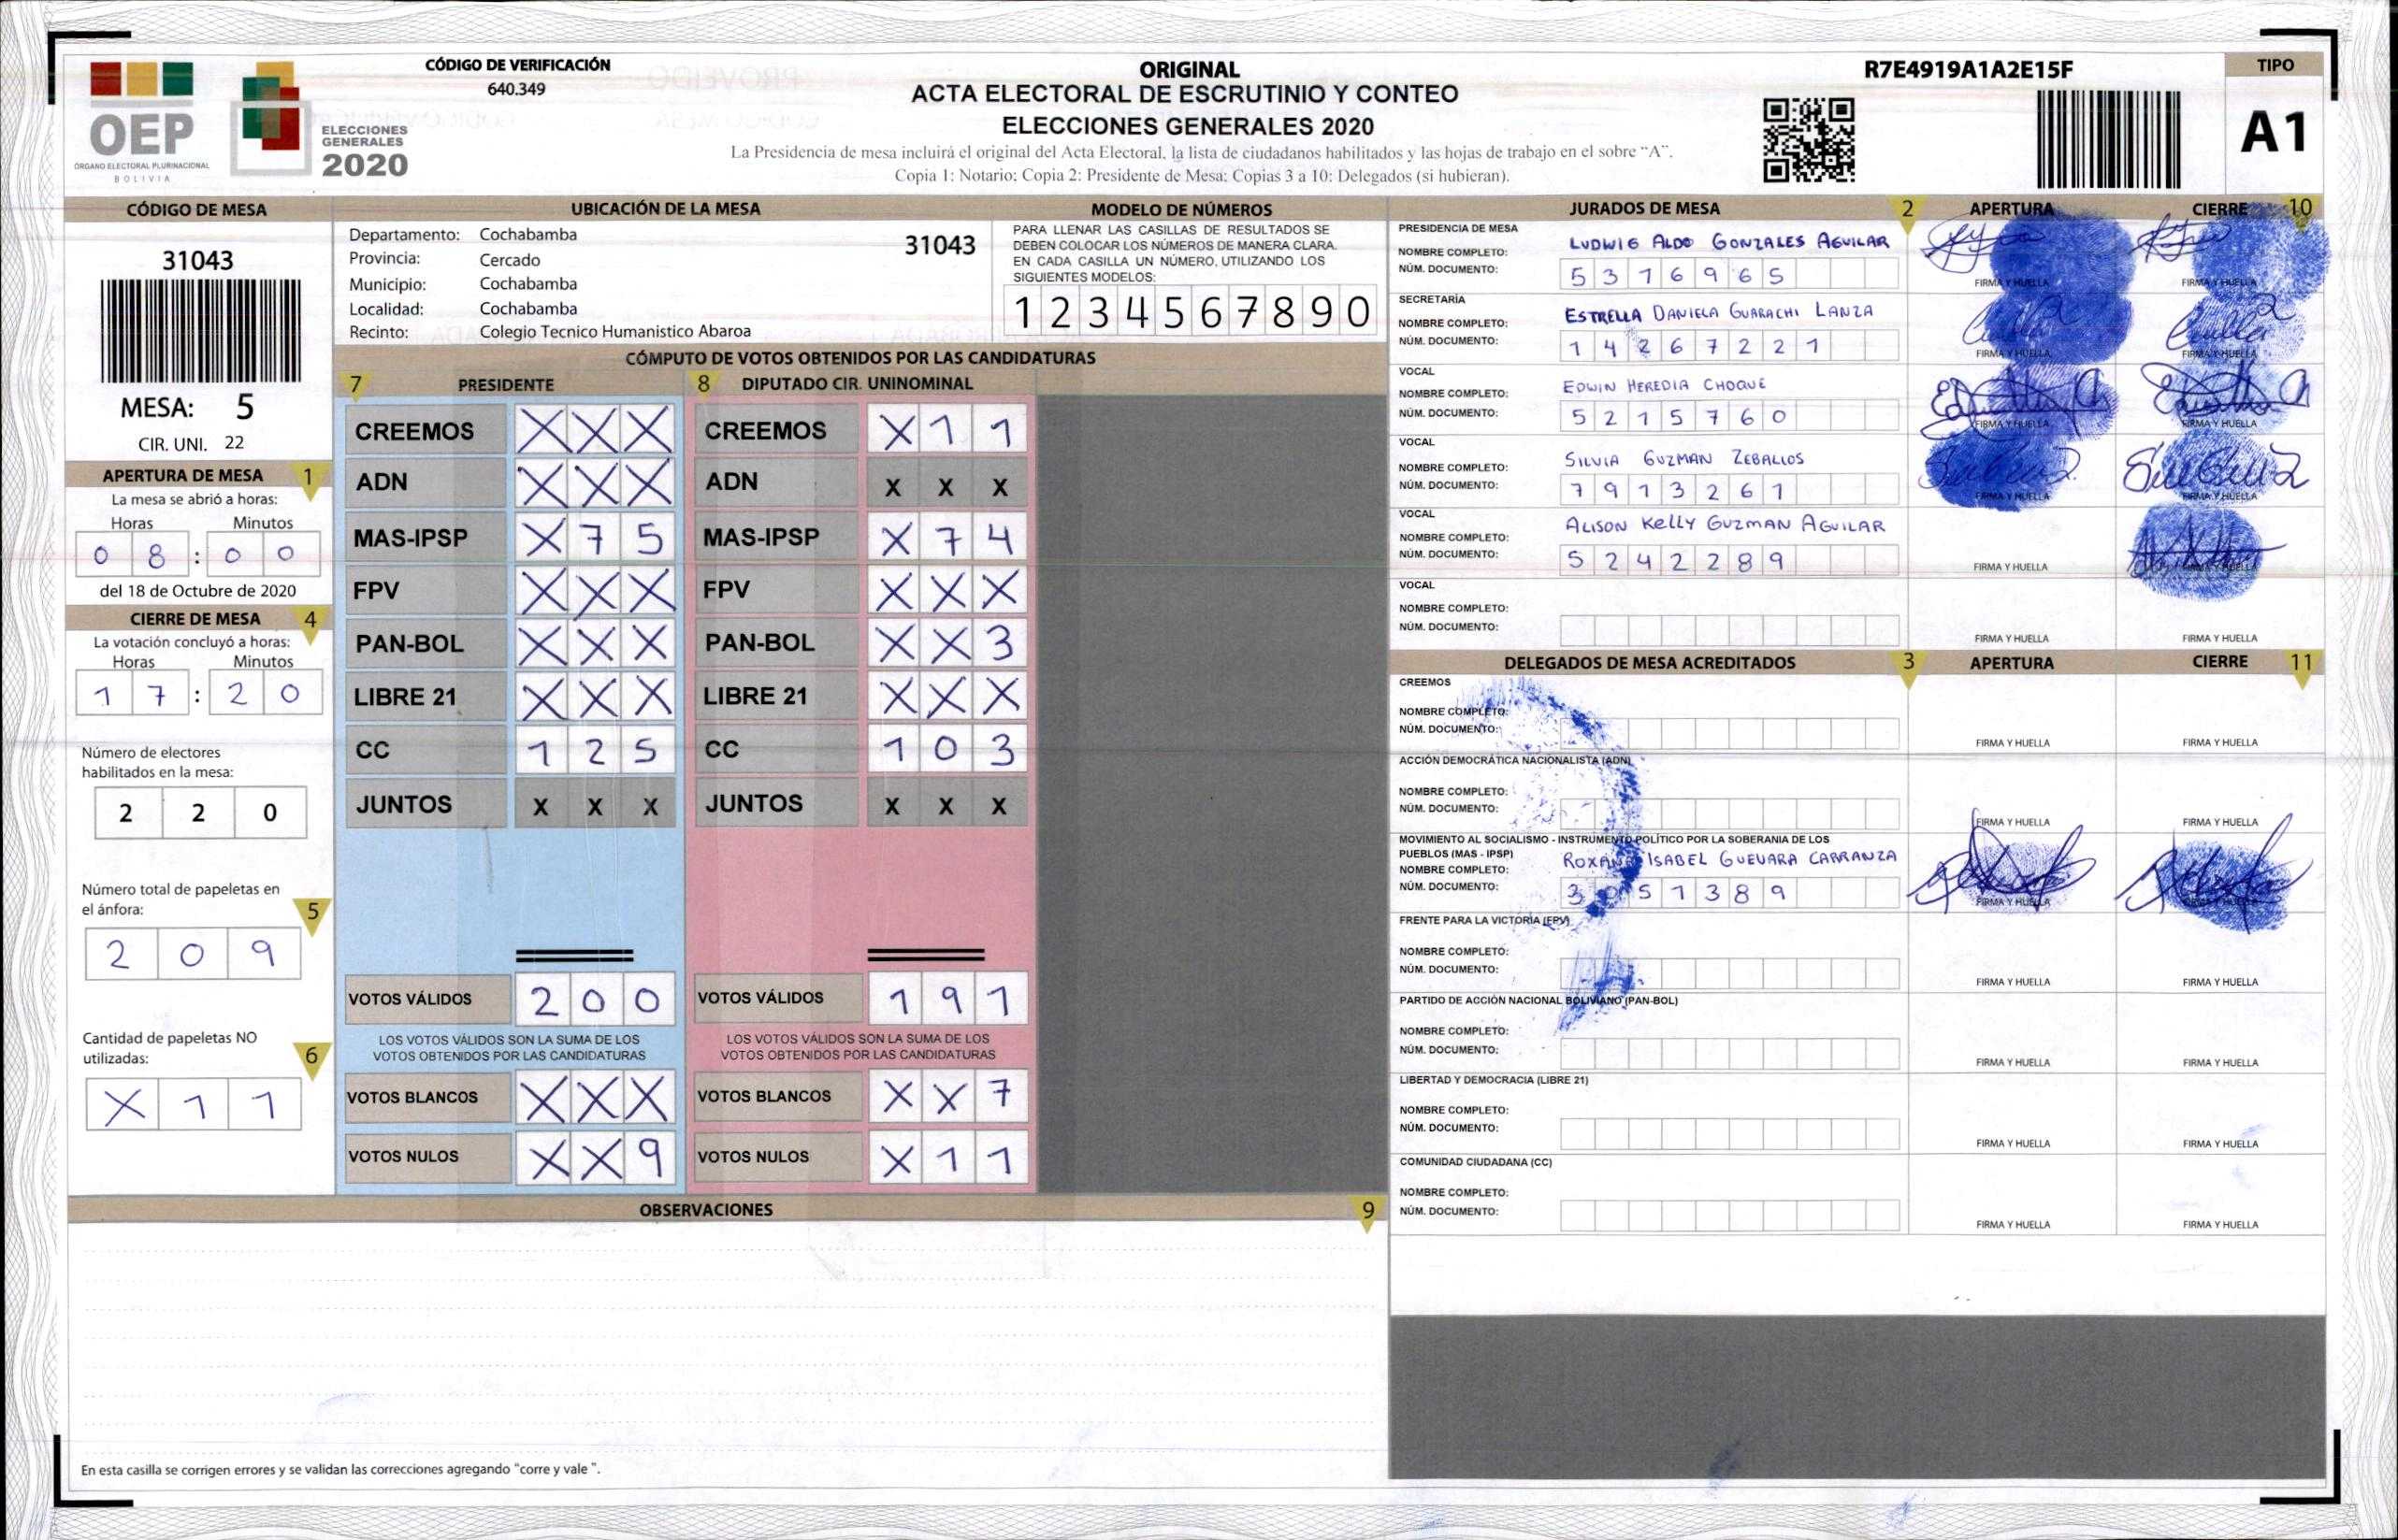 OEP
ÓRGANO ELECTORAL PLURINACIONAL
BOLIVIA
ELECCIONES
GENERALES
2020
CÓDIGO DE VERIFICACIÓN
640.349
ORIGINAL
ACTA ELECTORAL DE ESCRUTINIO Y CONTEO
ELECCIONES GENERALES 2020
La Presidencia de mesa incluirá el original del Acta Electoral, la lista de ciudadanos habilitados y las hojas de trabajo en el sobre "A".
Copia 1: Notario; Copia 2: Presidente de Mesa; Copias 3 a 10: Delegados (si hubieran).
R7E4919A1A2E15F
TIPO
A1
CÓDIGO DE MESA
31043
MESA: 5
CIR. UNI. 22
APERTURA DE MESA 1
La mesa se abrió a horas:
Horas Minutos
0 8 : 0 0
del 18 de Octubre de 2020
CIERRE DE MESA 4
La votación concluyó a horas:
Horas Minutos
1 7 : 2 0
Número de electores
habilitados en la mesa:
2 2 0
Número total de papeletas en
el ánfora: 5
2 0 9
Cantidad de papeletas NO
utilizadas: 6
X 1 1
UBICACIÓN DE LA MESA
Departamento: Cochabamba
31043
Provincia: Cercado
Municipio: Cochabamba
Localidad: Cochabamba
Recinto: Colegio Tecnico Humanistico Abaroa
MODELO DE NÚMEROS
PARA LLENAR LAS CASILLAS DE RESULTADOS SE
DEBEN COLOCAR LOS NÚMEROS DE MANERA CLARA.
EN CADA CASILLA UN NÚMERO, UTILIZANDO LOS
SIGUIENTES MODELOS:
1 2 3 4 5 6 7 8 9 0
CÓMPUTO DE VOTOS OBTENIDOS POR LAS CANDIDATURAS
7 PRESIDENTE 8 DIPUTADO CIR. UNINOMINAL
CREEMOS X X X CREEMOS X 1 1
ADN X X X ADN X X X
MAS-IPSP X 7 5 MAS-IPSP X 7 4
FPV X X X FPV X X X
PAN-BOL X X X PAN-BOL X X 3
LIBRE 21 X X X LIBRE 21 X X X
CC 1 2 5 CC 1 0 3
JUNTOS X X X JUNTOS X X X
VOTOS VÁLIDOS 2 0 0 VOTOS VÁLIDOS 1 9 1
LOS VOTOS VÁLIDOS SON LA SUMA DE LOS LOS VOTOS VÁLIDOS SON LA SUMA DE LOS
VOTOS OBTENIDOS POR LAS CANDIDATURAS VOTOS OBTENIDOS POR LAS CANDIDATURAS
VOTOS BLANCOS X X X VOTOS BLANCOS X X 7
VOTOS NULOS X X 9 VOTOS NULOS X 1 1
OBSERVACIONES 9
En esta casilla se corrigen errores y se validan las correcciones agregando "corre y vale ".
JURADOS DE MESA 2 APERTURA CIERRE 10
PRESIDENCIA DE MESA
NOMBRE COMPLETO: LUDWIG ALDO GONZALES AGUILAR
NÚM. DOCUMENTO: 5 3 7 6 9 6 5
FIRMA Y HUELLA FIRMA Y HUELLA
SECRETARÍA
NOMBRE COMPLETO: ESTRELLA DANIELA GUARACHI LANZA
NÚM. DOCUMENTO: 1 4 2 6 7 2 2 1
FIRMA Y HUELLA FIRMA Y HUELLA
VOCAL
NOMBRE COMPLETO: EDWIN HEREDIA CHOQUE
NÚM. DOCUMENTO: 5 2 1 5 7 6 0
FIRMA Y HUELLA FIRMA Y HUELLA
VOCAL
NOMBRE COMPLETO: SILVIA GUZMAN ZEBALLOS
NÚM. DOCUMENTO: 7 9 1 3 2 6 1
FIRMA Y HUELLA FIRMA Y HUELLA
VOCAL
NOMBRE COMPLETO: ALISON KELLY GUZMAN AGUILAR
NÚM. DOCUMENTO: 5 2 4 2 2 8 9
FIRMA Y HUELLA FIRMA Y HUELLA
VOCAL
NOMBRE COMPLETO:
NÚM. DOCUMENTO:
FIRMA Y HUELLA FIRMA Y HUELLA
DELEGADOS DE MESA ACREDITADOS 3 APERTURA CIERRE 11
CREEMOS
NOMBRE COMPLETO:
NÚM. DOCUMENTO:
FIRMA Y HUELLA FIRMA Y HUELLA
ACCIÓN DEMOCRÁTICA NACIONALISTA (ADN)
NOMBRE COMPLETO:
NÚM. DOCUMENTO:
FIRMA Y HUELLA FIRMA Y HUELLA
MOVIMIENTO AL SOCIALISMO - INSTRUMENTO POLÍTICO POR LA SOBERANIA DE LOS
PUEBLOS (MAS - IPSP)
NOMBRE COMPLETO: ROXANA ISABEL GUEVARA CARRANZA
NÚM. DOCUMENTO: 3 0 5 1 3 8 9
FIRMA Y HUELLA FIRMA Y HUELLA
FRENTE PARA LA VICTORIA (FPV)
NOMBRE COMPLETO:
NÚM. DOCUMENTO:
FIRMA Y HUELLA FIRMA Y HUELLA
PARTIDO DE ACCIÓN NACIONAL BOLIVIANO (PAN-BOL)
NOMBRE COMPLETO:
NÚM. DOCUMENTO:
FIRMA Y HUELLA FIRMA Y HUELLA
LIBERTAD Y DEMOCRACIA (LIBRE 21)
NOMBRE COMPLETO:
NÚM. DOCUMENTO:
FIRMA Y HUELLA FIRMA Y HUELLA
COMUNIDAD CIUDADANA (CC)
NOMBRE COMPLETO:
NÚM. DOCUMENTO:
FIRMA Y HUELLA FIRMA Y HUELLA